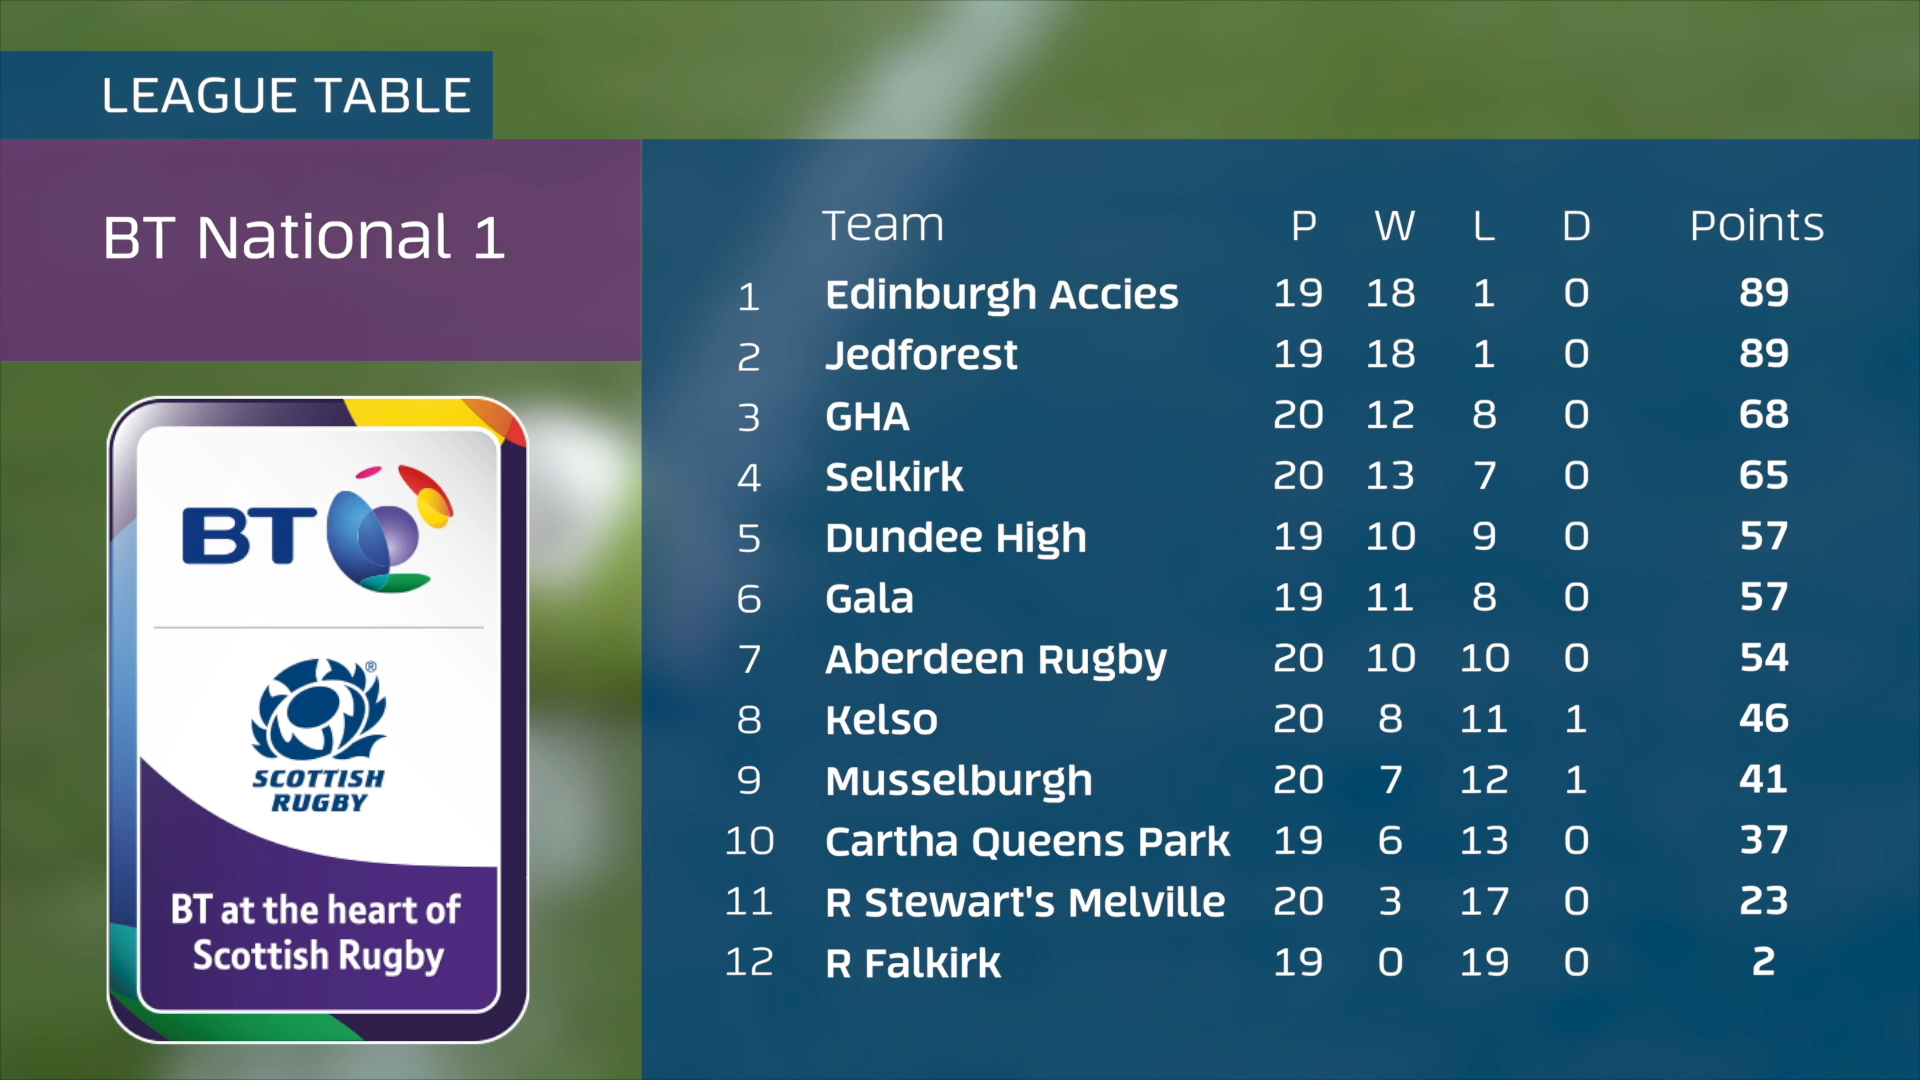 LEAGUE TABLE
BT National 1
Team P W L D Points
1 Edinburgh Accies 19 18 1 0 89
2 Jedforest 19 18 1 0 89
3 GHA 20 12 8 0 68
4 Selkirk 20 13 7 0 65
5 Dundee High 19 10 9 0 57
6 Gala 19 11 8 0 57
7 Aberdeen Rugby 20 10 10 0 54
8 Kelso 20 8 11 1 46
9 Musselburgh 20 7 12 1 41
10 Cartha Queens Park 19 6 13 0 37
11 R Stewart's Melville 20 3 17 0 23
12 R Falkirk 19 0 19 0 2
BT
®
SCOTTISH
RUGBY
BT at the heart of
Scottish Rugby